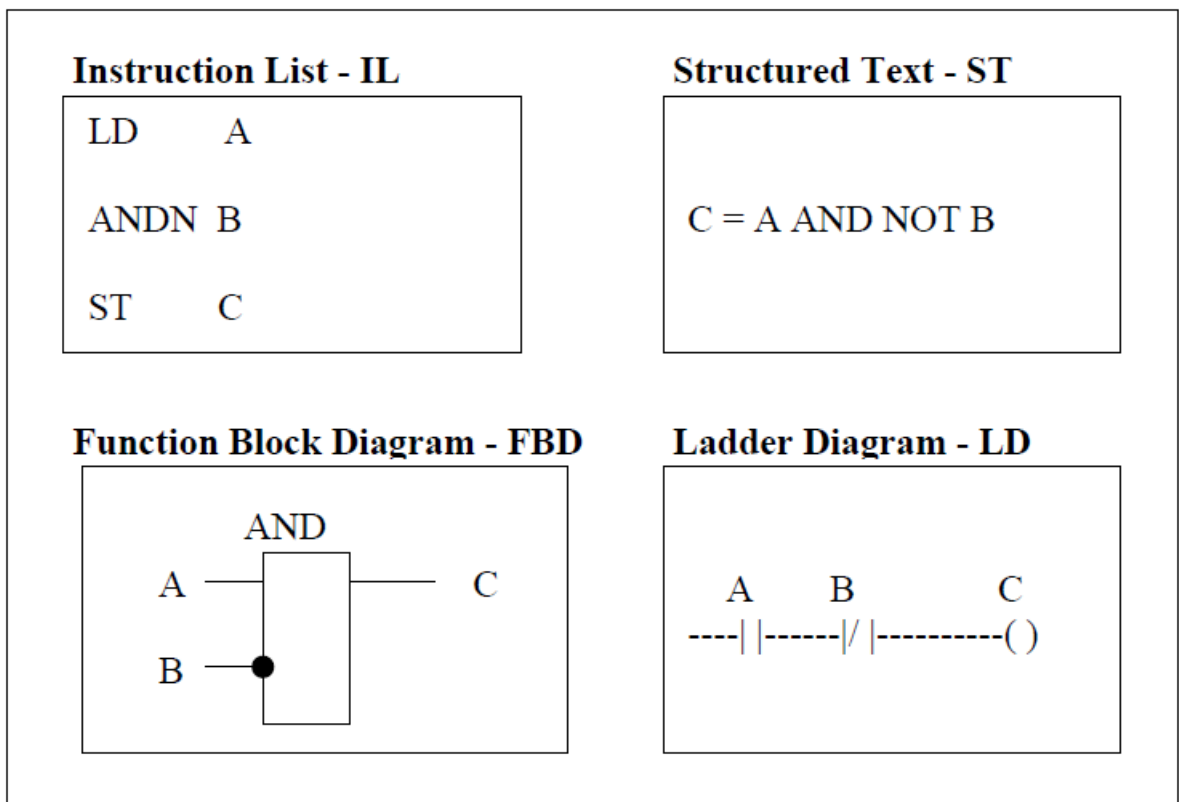 Instruction List - IL
LD A
ANDN B
ST C
Structured Text - ST
C = A AND NOT B
Function Block Diagram - FBD
AND
A C
B
Ladder Diagram - LD
A B C
----| |------|/ |----------( )